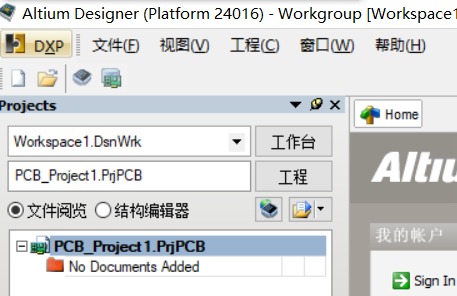 Altium Designer (Platform 24016) - Workgroup [Workspace1
DXP 文件(F) 视图(V) 工程(C) 窗口(W) 帮助(H)
Projects
Home
Workspace1.DsnWrk 工作台
PCB_Project1.PrjPCB 工程
文件阅览 结构编辑器
PCB_Project1.PrjPCB
No Documents Added
Altiu
我的帐户
Sign In